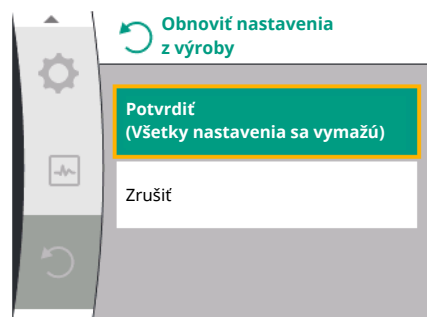 Obnoviť nastavenia
z výroby
Potvrdiť
(Všetky nastavenia sa vymažú)
Zrušiť